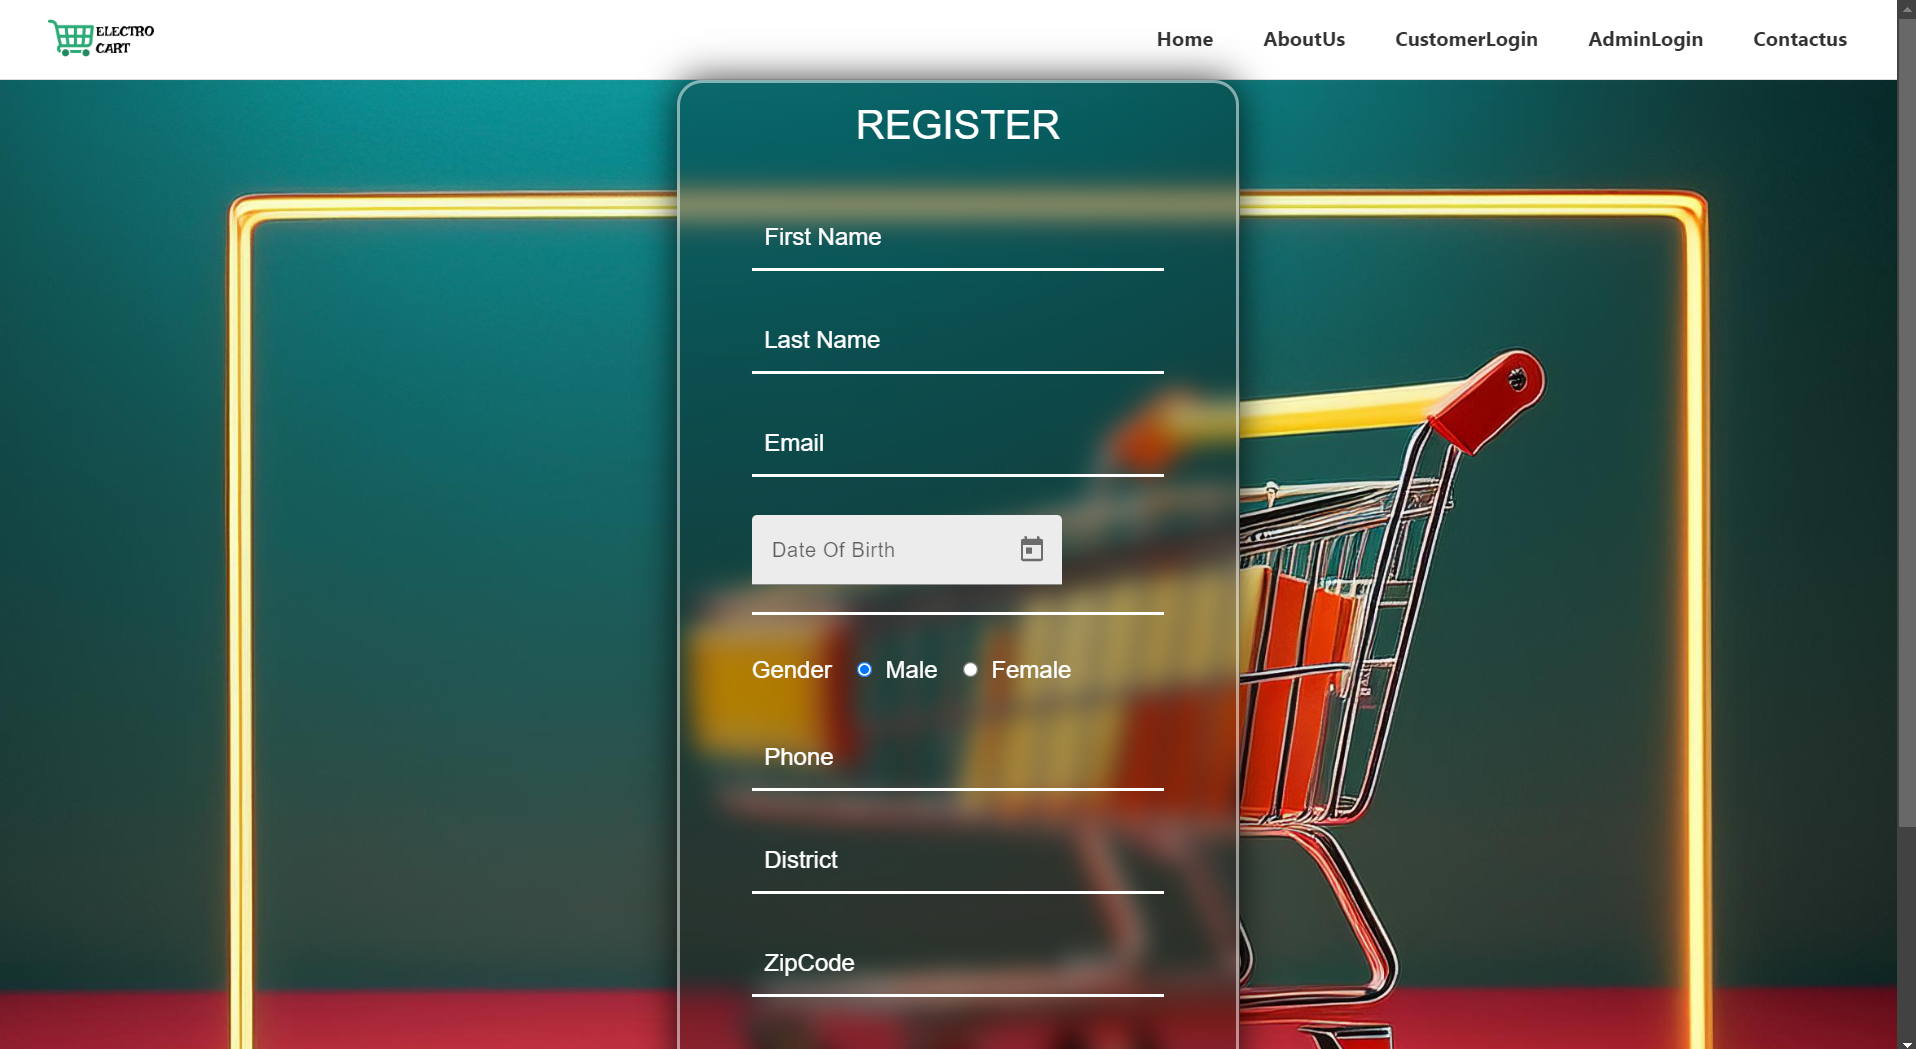 ELECTRO
CART
Home AboutUs CustomerLogin AdminLogin Contactus
REGISTER
First Name
Last Name
Email
Date Of Birth
Gender Male Female
Phone
District
ZipCode